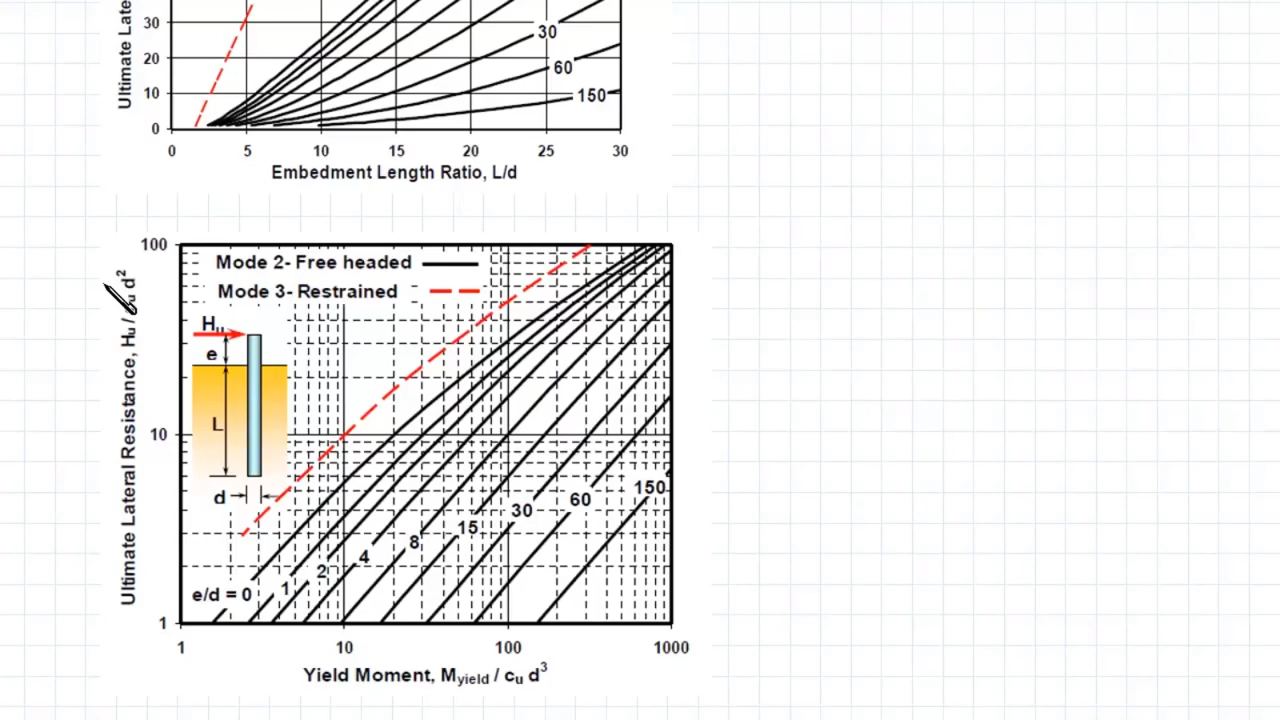 Ultimate Late
30
20
10
0
30
60
150
0 5 10 15 20 25 30
Embedment Length Ratio, L/d
Ultimate Lateral Resistance, Hu / d²
100
10
1
Mode 2- Free headed
Mode 3- Restrained
Hu
e
L
d
e/d = 0
1
2
4
8
15
30
60
150
1 10 100 1000
Yield Moment, Myield / cu d³